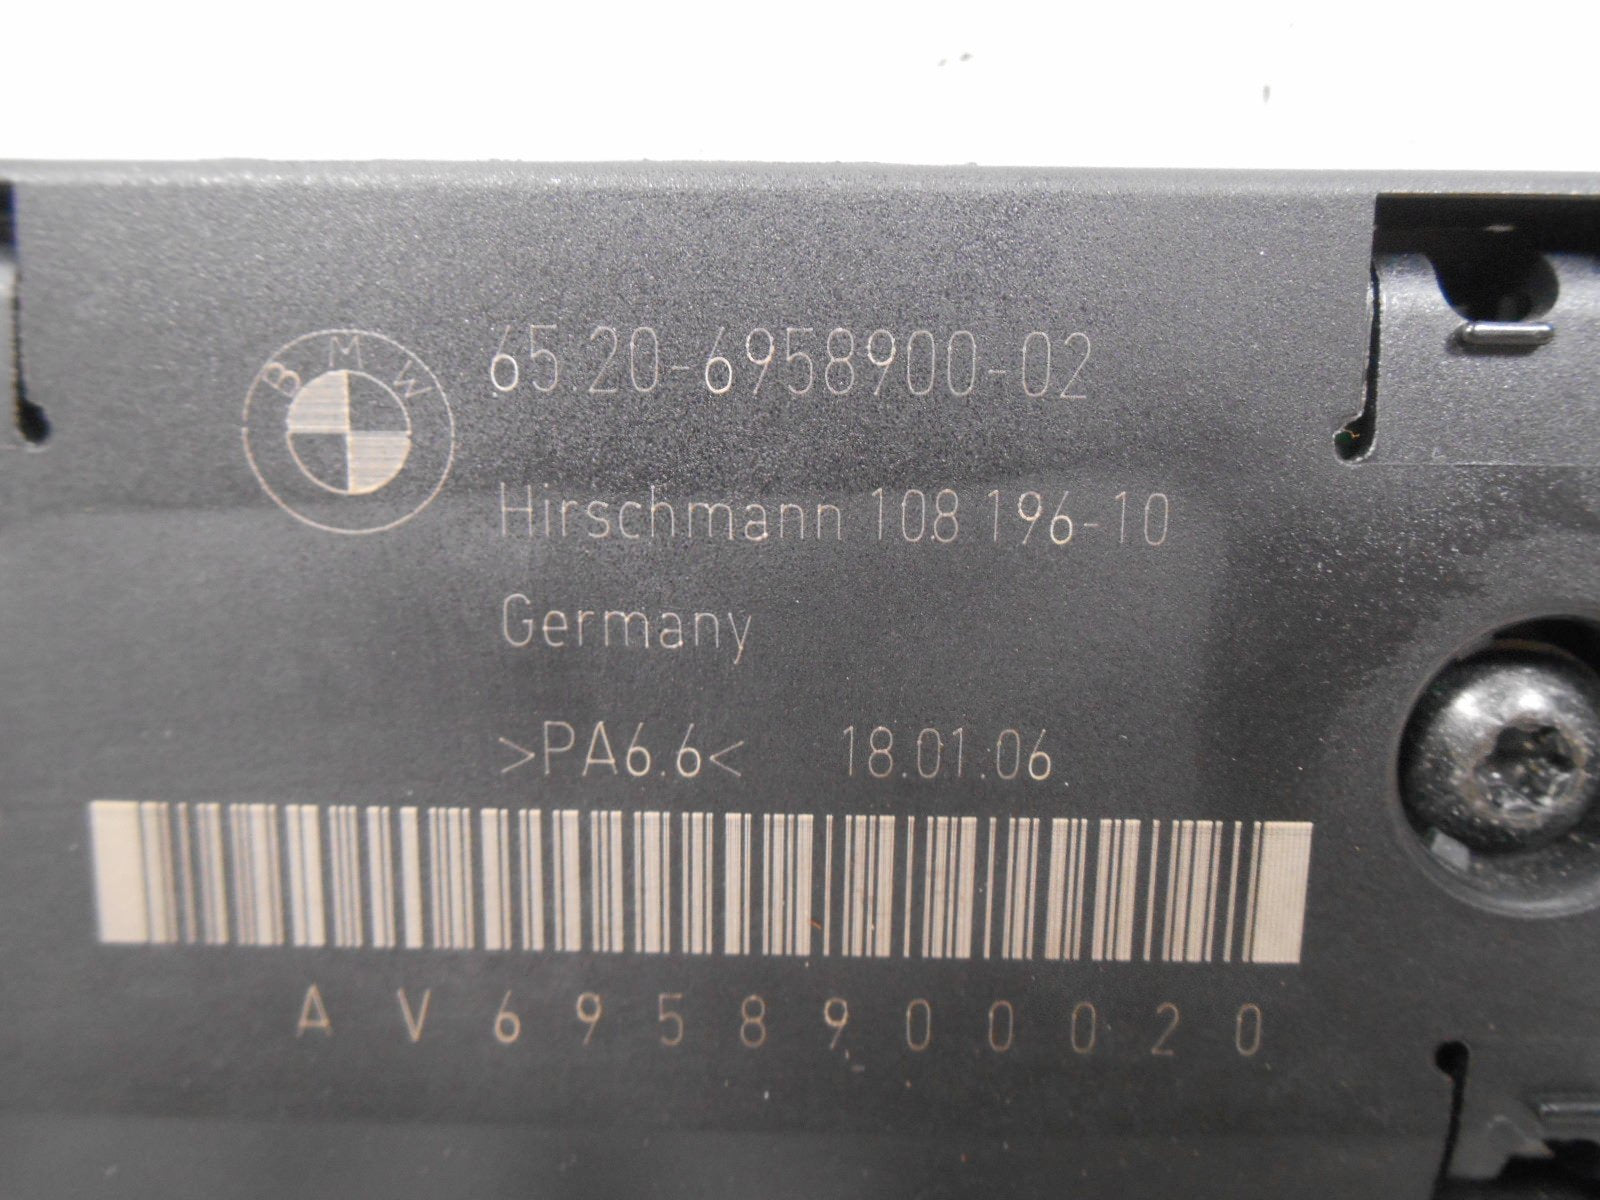 BMW
65.20-6958900-02
Hirschmann 108 196-10
Germany
>PA6.6< 18.01.06
AV6958900020